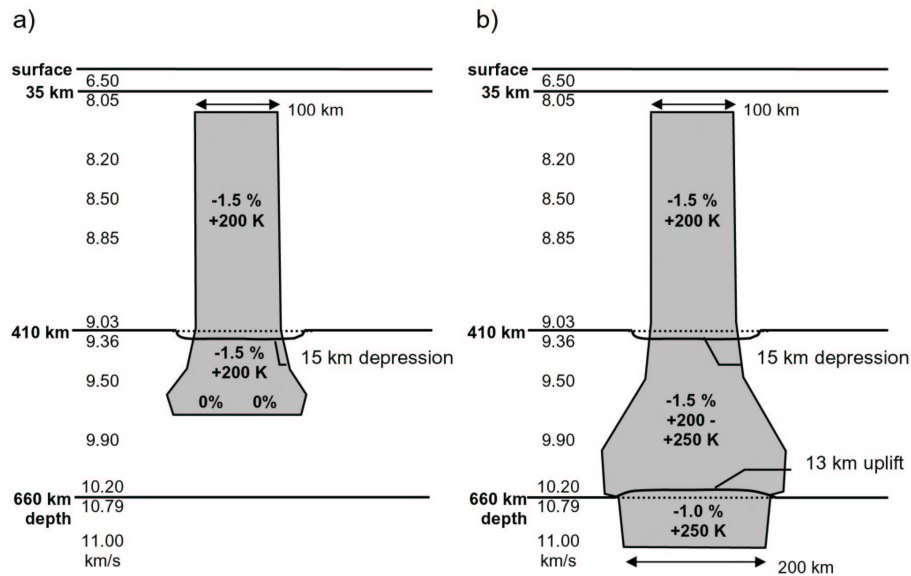 a)
surface
6.50
35 km
8.05
100 km
8.20
8.50
8.85
-1.5 %
+200 K
9.03
410 km
9.36
-1.5 %
+200 K
15 km depression
9.50
0% 0%
9.90
10.20
660 km
10.79
depth
11.00
km/s
b)
surface
6.50
35 km
8.05
100 km
8.20
8.50
8.85
-1.5 %
+200 K
9.03
410 km
9.36
15 km depression
9.50
-1.5 %
+200 -
+250 K
9.90
13 km uplift
10.20
660 km
10.79
depth
-1.0 %
+250 K
11.00
km/s
200 km